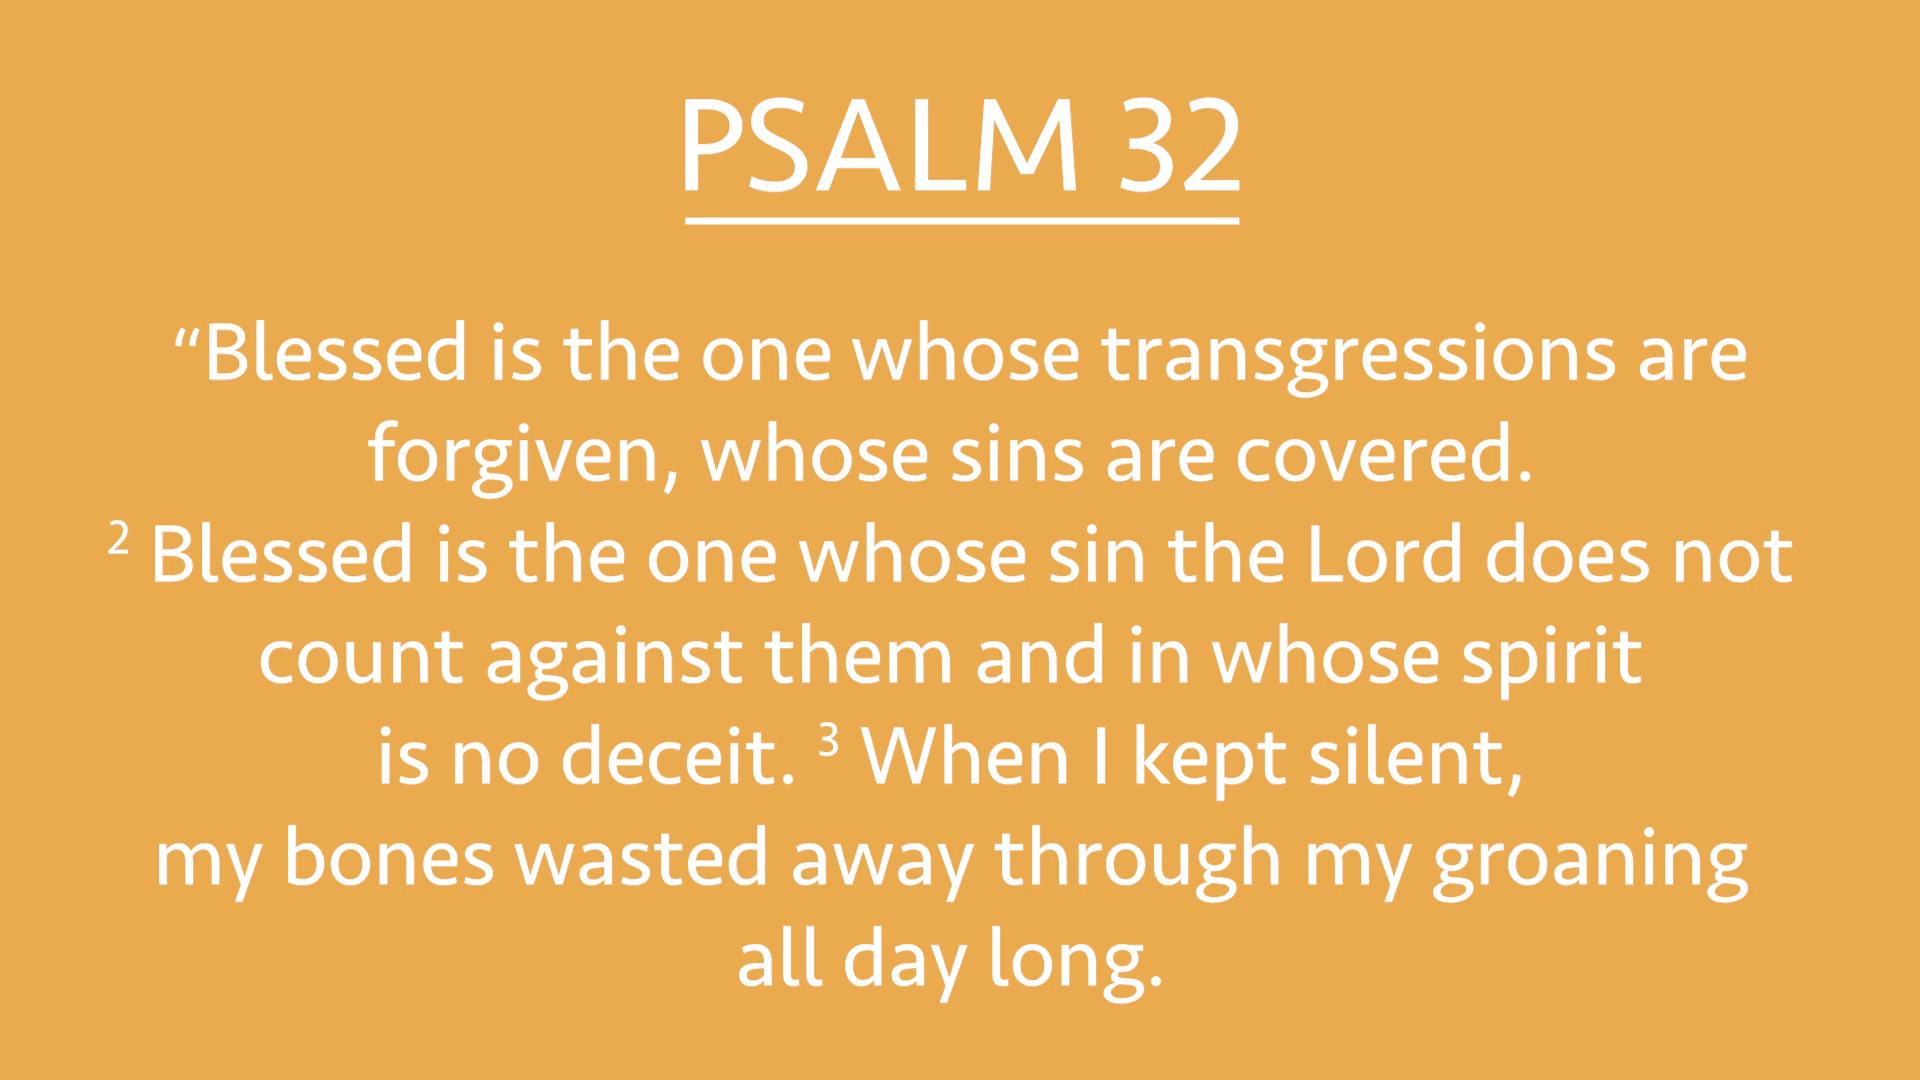 PSALM 32
“Blessed is the one whose transgressions are
forgiven, whose sins are covered.
² Blessed is the one whose sin the Lord does not
count against them and in whose spirit
is no deceit. ³ When I kept silent,
my bones wasted away through my groaning
all day long.